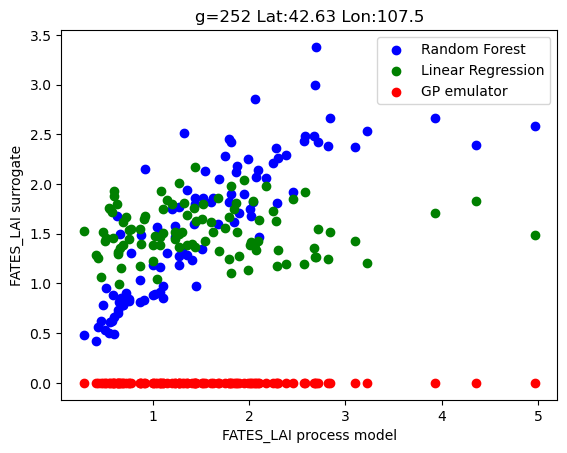 g=252 Lat:42.63 Lon:107.5
Random Forest
Linear Regression
GP emulator
FATES_LAI surrogate
3.5
3.0
2.5
2.0
1.5
1.0
0.5
0.0
1 2 3 4 5
FATES_LAI process model